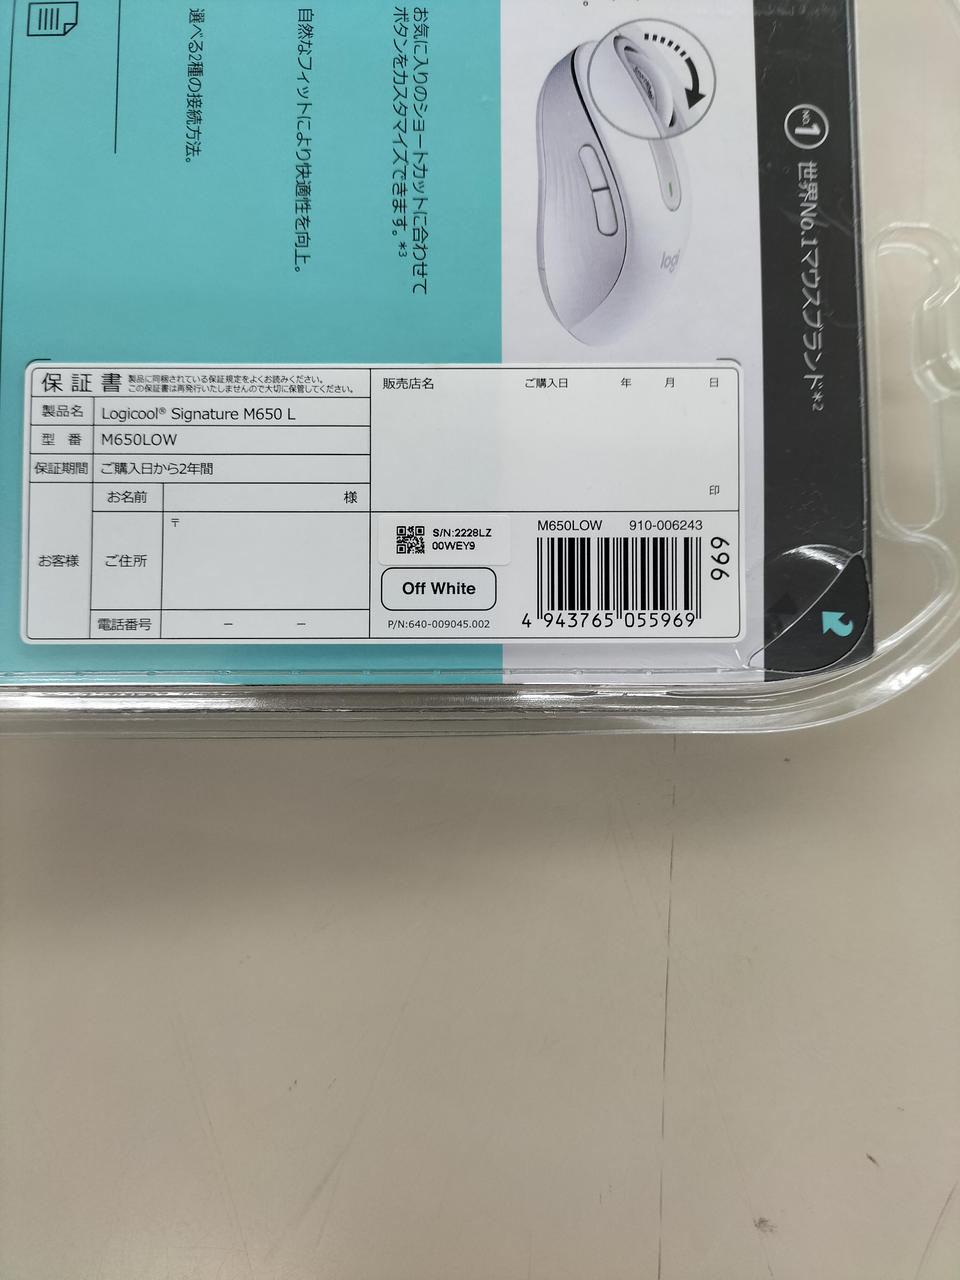 お気に入りのショートカットに合わせて
ボタンをカスタマイズできます。*3
自然なフィットにより快適性を向上。
選べる2種の接続方法。
logi
NO.1
世界No.1マウスブランド*2
保証書
製品に同梱されている保証規定をよくお読みください。
この保証書は再発行いたしませんので大切に保管してください。
製品名 Logicool® Signature M650 L
型番 M650LOW
保証期間 ご購入日から2年間
お客様
お名前 様
ご住所 〒
電話番号 － －
販売店名 ご購入日 年 月 日
印
S/N:2228LZ
00WEY9
Off White
P/N:640-009045.002
M650LOW 910-006243
696
4 943765 055969
2